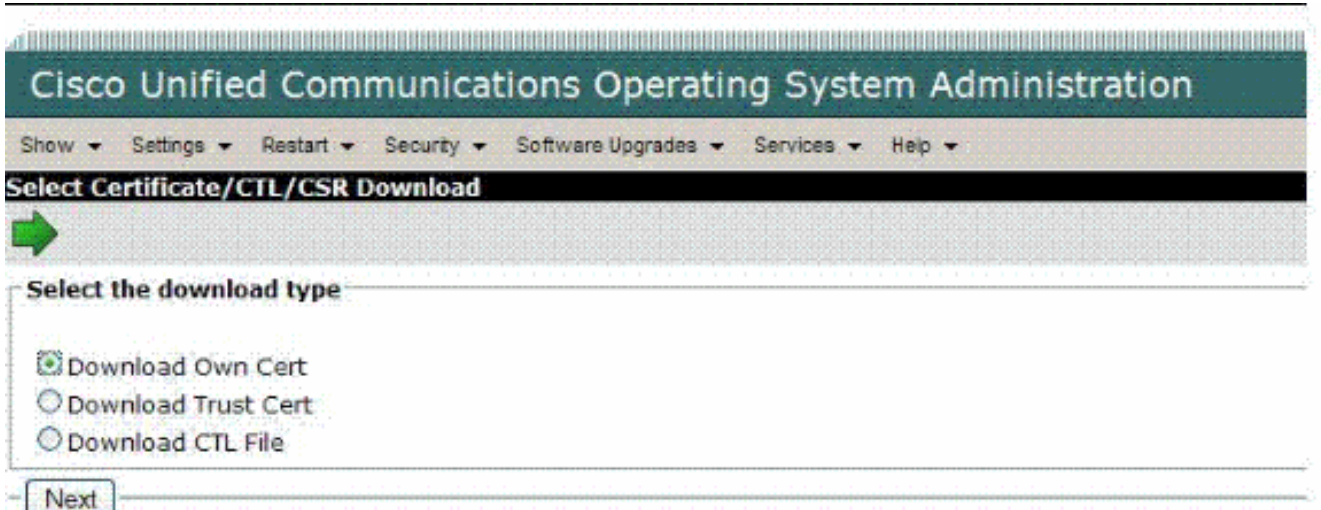 Cisco Unified Communications Operating System Administration
Show Settings Restart Security Software Upgrades Services Help
Select Certificate/CTL/CSR Download
Select the download type
Download Own Cert
Download Trust Cert
Download CTL File
Next